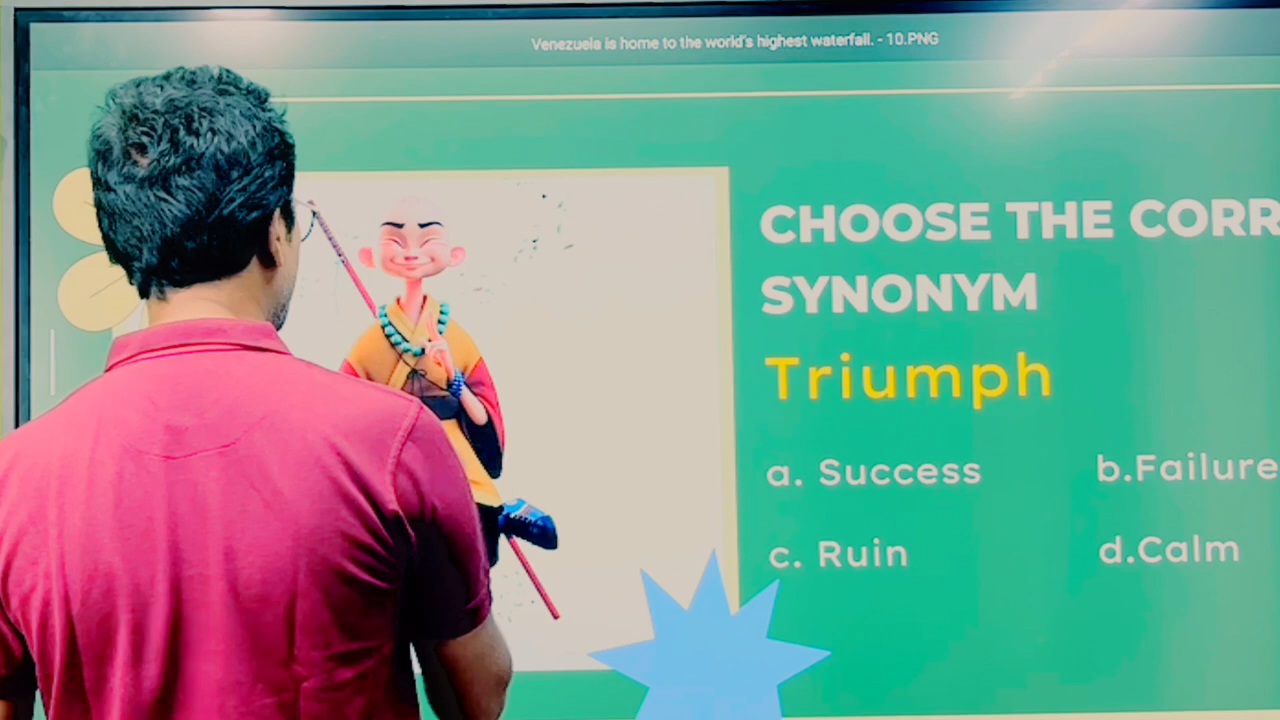 Venezuela is home to the world's highest waterfall. - 10.PNG
CHOOSE THE CORR
SYNONYM
Triumph
a. Success
b.Failure
c. Ruin
d.Calm